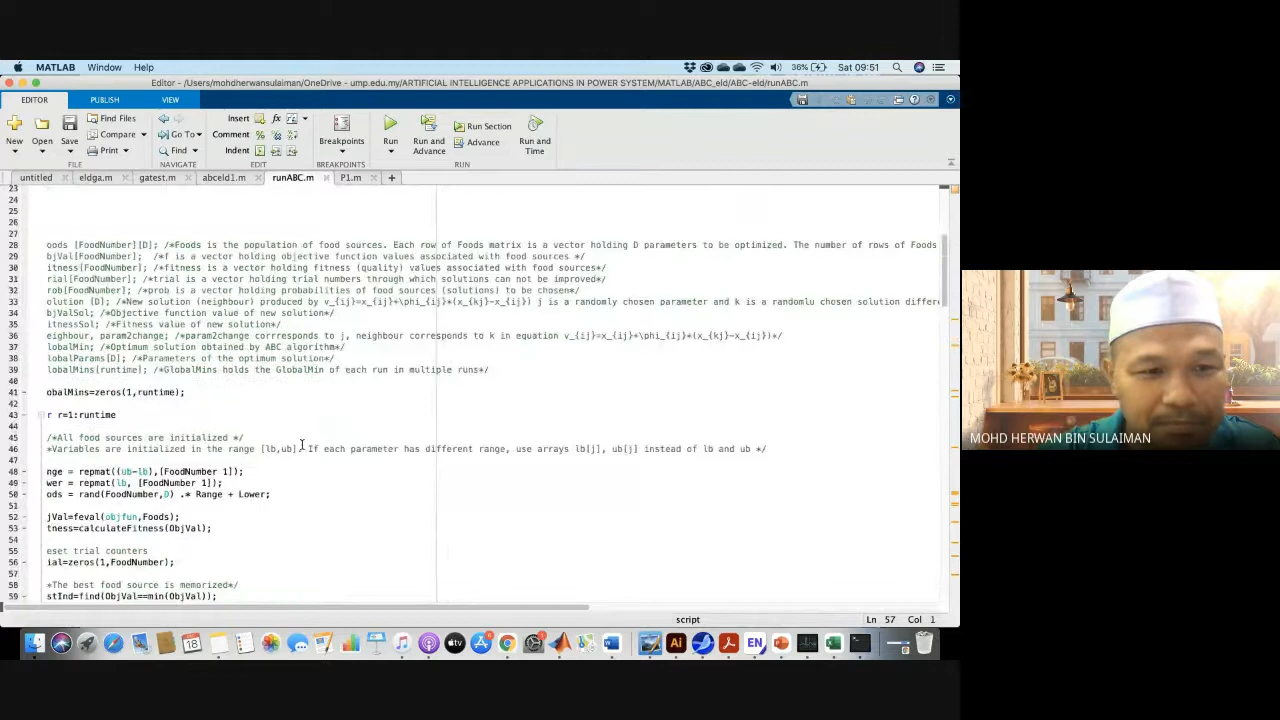 MATLAB Window Help
36% Sat 09:51
Editor - /Users/mohdherwansulaiman/OneDrive - ump.edu.my/ARTIFICIAL INTELLIGENCE APPLICATIONS IN POWER SYSTEM/MATLAB/ABC_eld/ABC-eld/runABC.m
EDITOR PUBLISH VIEW
New Open Save Find Files Compare Print
Go To Find
Insert Comment Indent fx
Breakpoints
Run Run and Advance Run Section Advance Run and Time
FILE NAVIGATE EDIT BREAKPOINTS RUN
untitled eldga.m gatest.m abceld1.m runABC.m P1.m +
23
24
25
26
27
28 oods [FoodNumber][D]; /*Foods is the population of food sources. Each row of Foods matrix is a vector holding D parameters to be optimized. The number of rows of Foods
29 bjVal[FoodNumber]; /*f is a vector holding objective function values associated with food sources */
30 itness[FoodNumber]; /*fitness is a vector holding fitness (quality) values associated with food sources*/
31 rial[FoodNumber]; /*trial is a vector holding trial numbers through which solutions can not be improved*/
32 rob[FoodNumber]; /*prob is a vector holding probabilities of food sources (solutions) to be chosen*/
33 olution [D]; /*New solution (neighbour) produced by v_{ij}=x_{ij}+\phi_{ij}*(x_{kj}-x_{ij}) j is a randomly chosen parameter and k is a randomlu chosen solution differe
34 bjValSol; /*Objective function value of new solution*/
35 itnessSol; /*Fitness value of new solution*/
36 eighbour, param2change; /*param2change corrresponds to j, neighbour corresponds to k in equation v_{ij}=x_{ij}+\phi_{ij}*(x_{kj}-x_{ij})*/
37 lobalMin; /*Optimum solution obtained by ABC algorithm*/
38 lobalParams[D]; /*Parameters of the optimum solution*/
39 lobalMins[runtime]; /*GlobalMins holds the GlobalMin of each run in multiple runs*/
40
41 obalMins=zeros(1,runtime);
42
43 r r=1:runtime
44
45 /*All food sources are initialized */
46 *Variables are initialized in the range [lb,ub]. If each parameter has different range, use arrays lb[j], ub[j] instead of lb and ub */
47
48 nge = repmat((ub-lb),[FoodNumber 1]);
49 wer = repmat(lb, [FoodNumber 1]);
50 ods = rand(FoodNumber,D) .* Range + Lower;
51
52 jVal=feval(objfun,Foods);
53 tness=calculateFitness(ObjVal);
54
55 eset trial counters
56 ial=zeros(1,FoodNumber);
57
58 *The best food source is memorized*/
59 stInd=find(ObjVal==min(ObjVal));
script Ln 57 Col 1
MOHD HERWAN BIN SULAIMAN